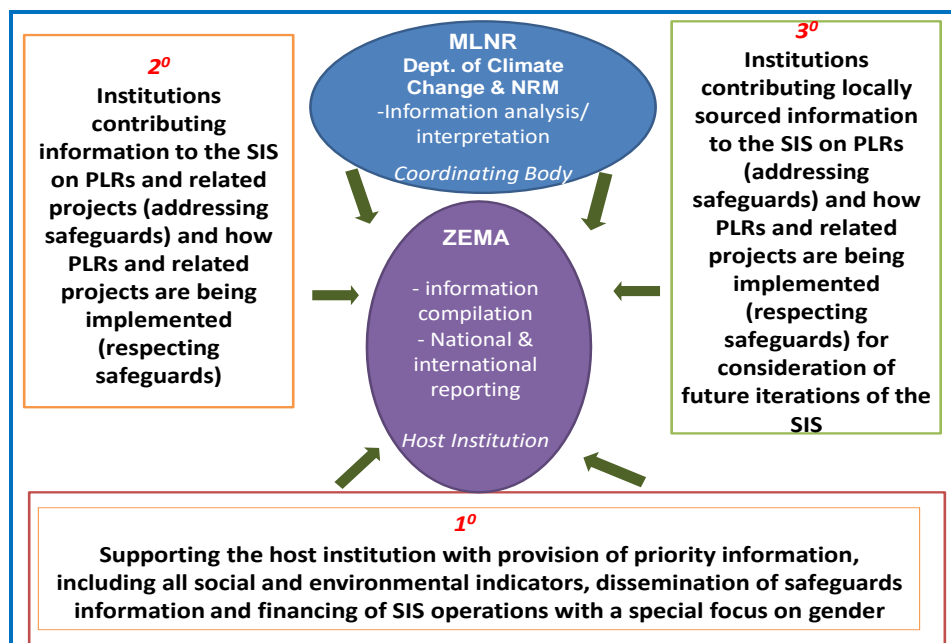 MLNR
Dept. of Climate
Change & NRM
-Information analysis/
interpretation
Coordinating Body
2⁰
Institutions
contributing
information to the SIS
on PLRs and related
projects (addressing
safeguards) and how
PLRs and related
projects are being
implemented
(respecting
safeguards)
ZEMA
- information
compilation
- National &
international
reporting
Host Institution
3⁰
Institutions
contributing locally
sourced information
to the SIS on PLRs
(addressing
safeguards) and how
PLRs and related
projects are being
implemented
(respecting
safeguards) for
consideration of
future iterations of the
SIS
1⁰
Supporting the host institution with provision of priority information,
including all social and environmental indicators, dissemination of safeguards
information and financing of SIS operations with a special focus on gender